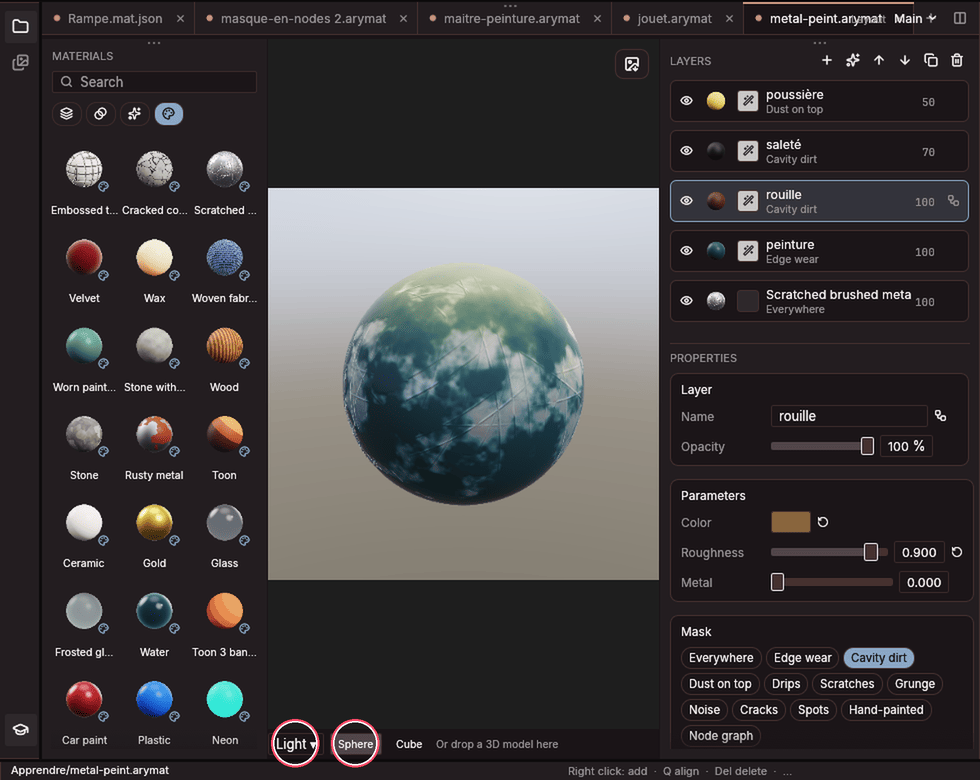 Rampe.mat.json
masque-en-nodes 2.arymat
maitre-peinture.arymat
jouet.arymat
metal-peint.arymat
Main
MATERIALS
Search
Embossed t...
Cracked co...
Scratched ...
Velvet
Wax
Woven fabr...
Worn paint...
Stone with...
Wood
Stone
Rusty metal
Toon
Ceramic
Gold
Glass
Frosted gl...
Water
Toon 3 ban...
Car paint
Plastic
Neon
Light
Sphere
Cube
Or drop a 3D model here
LAYERS
poussière
Dust on top
50
saleté
Cavity dirt
70
rouille
Cavity dirt
100
peinture
Edge wear
100
Scratched brushed meta
Everywhere
100
PROPERTIES
Layer
Name
rouille
Opacity
100 %
Parameters
Color
Roughness
0.900
Metal
0.000
Mask
Everywhere
Edge wear
Cavity dirt
Dust on top
Drips
Scratches
Grunge
Noise
Cracks
Spots
Hand-painted
Node graph
Apprendre/metal-peint.arymat
Right click: add · Q align · Del delete · ...